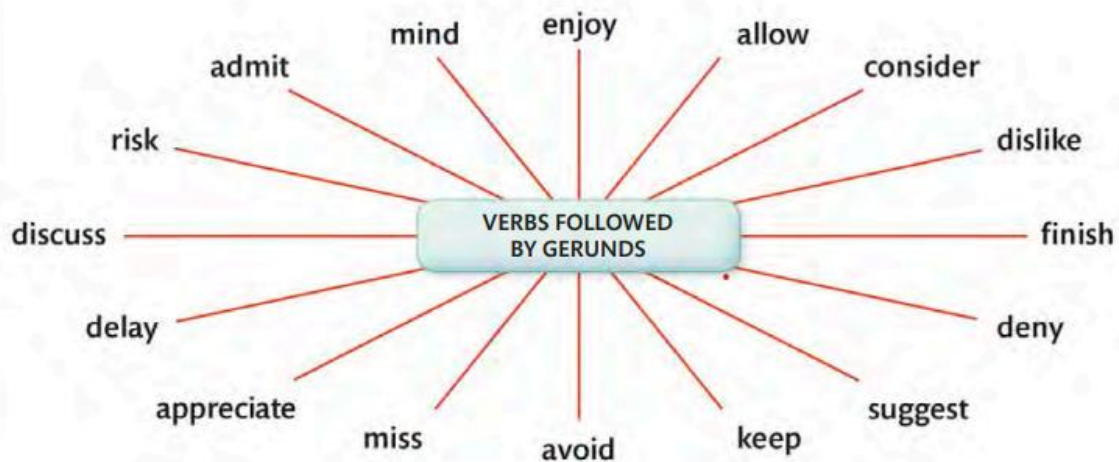 enjoy
mind
allow
admit
consider
risk
dislike
VERBS FOLLOWED
BY GERUNDS
discuss
finish
delay
deny
appreciate
suggest
miss
keep
avoid